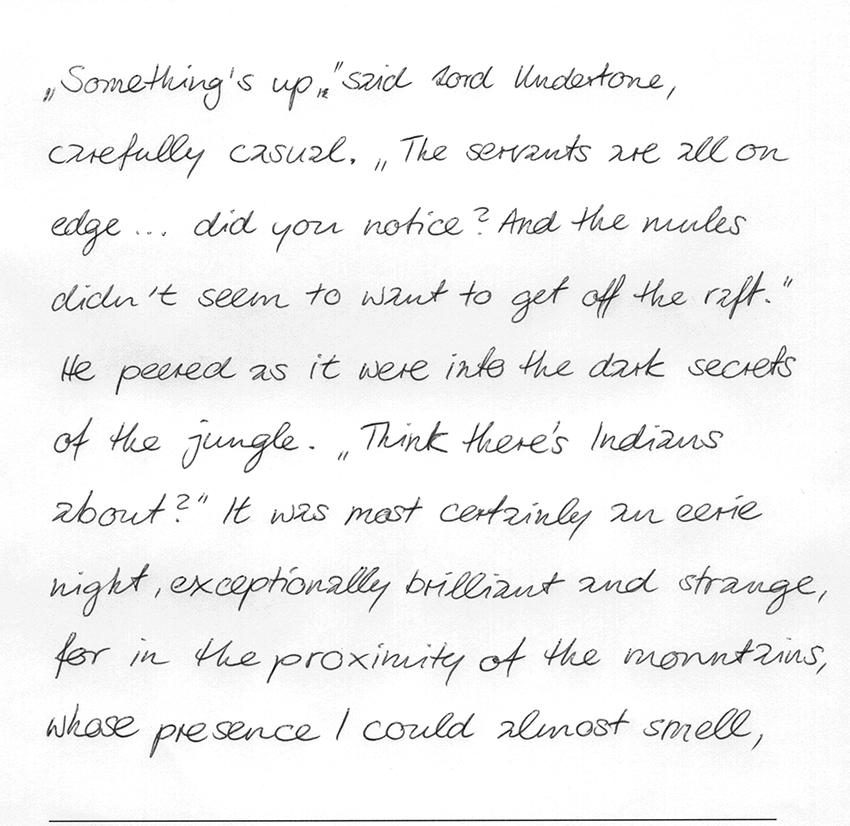 „Something's up," said Lord Undertone,
carefully casual. „The servants are all on
edge... did you notice? And the mules
didn't seem to want to get off the raft."
He peered as it were into the dark secrets
of the jungle. „Think there's Indians
about?" It was most certainly an eerie
night, exceptionally brilliant and strange,
for in the proximity of the mountains,
whose presence I could almost smell,